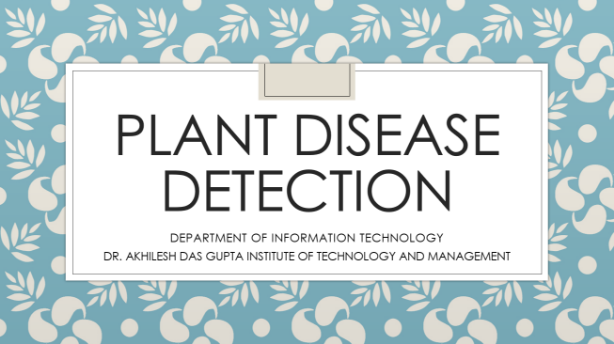 PLANT DISEASE
DETECTION
DEPARTMENT OF INFORMATION TECHNOLOGY
DR. AKHILESH DAS GUPTA INSTITUTE OF TECHNOLOGY AND MANAGEMENT